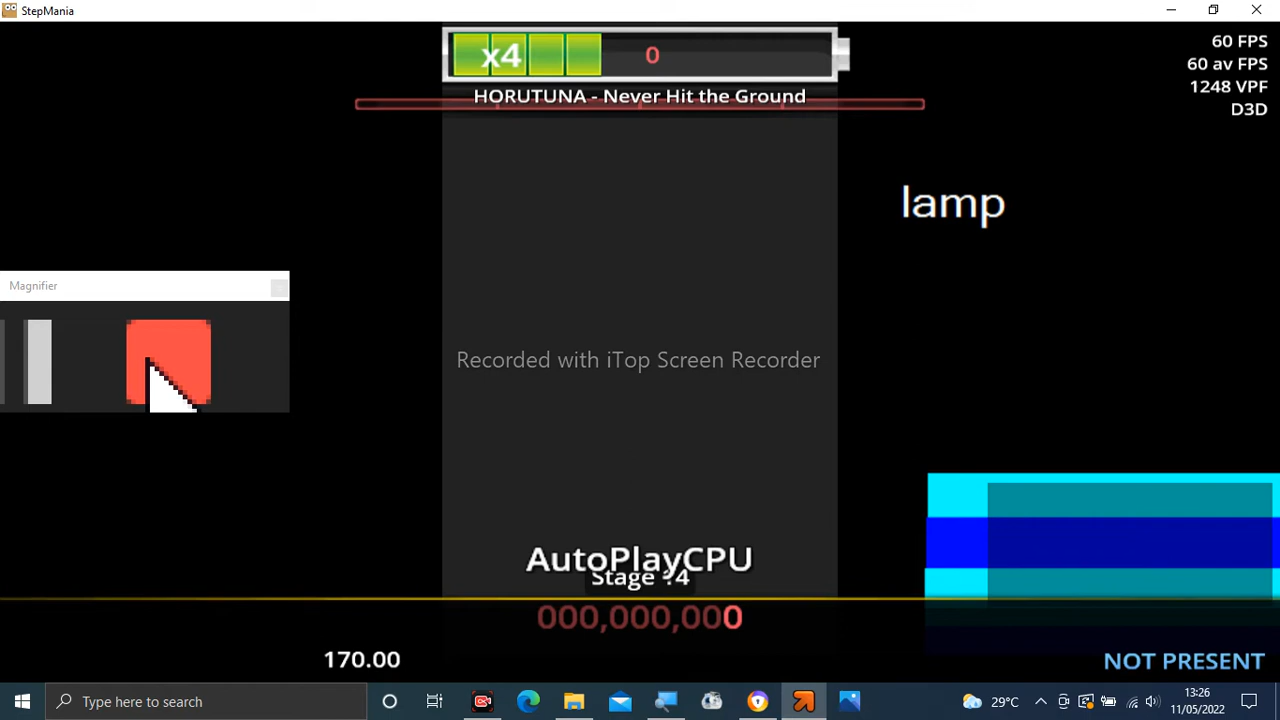 StepMania
x4
0
60 FPS
60 av FPS
1248 VPF
D3D
HORUTUNA - Never Hit the Ground
lamp
Magnifier
Recorded with iTop Screen Recorder
AutoPlayCPU
000,000,000
170.00
NOT PRESENT
Type here to search
29°C
13:26
11/05/2022